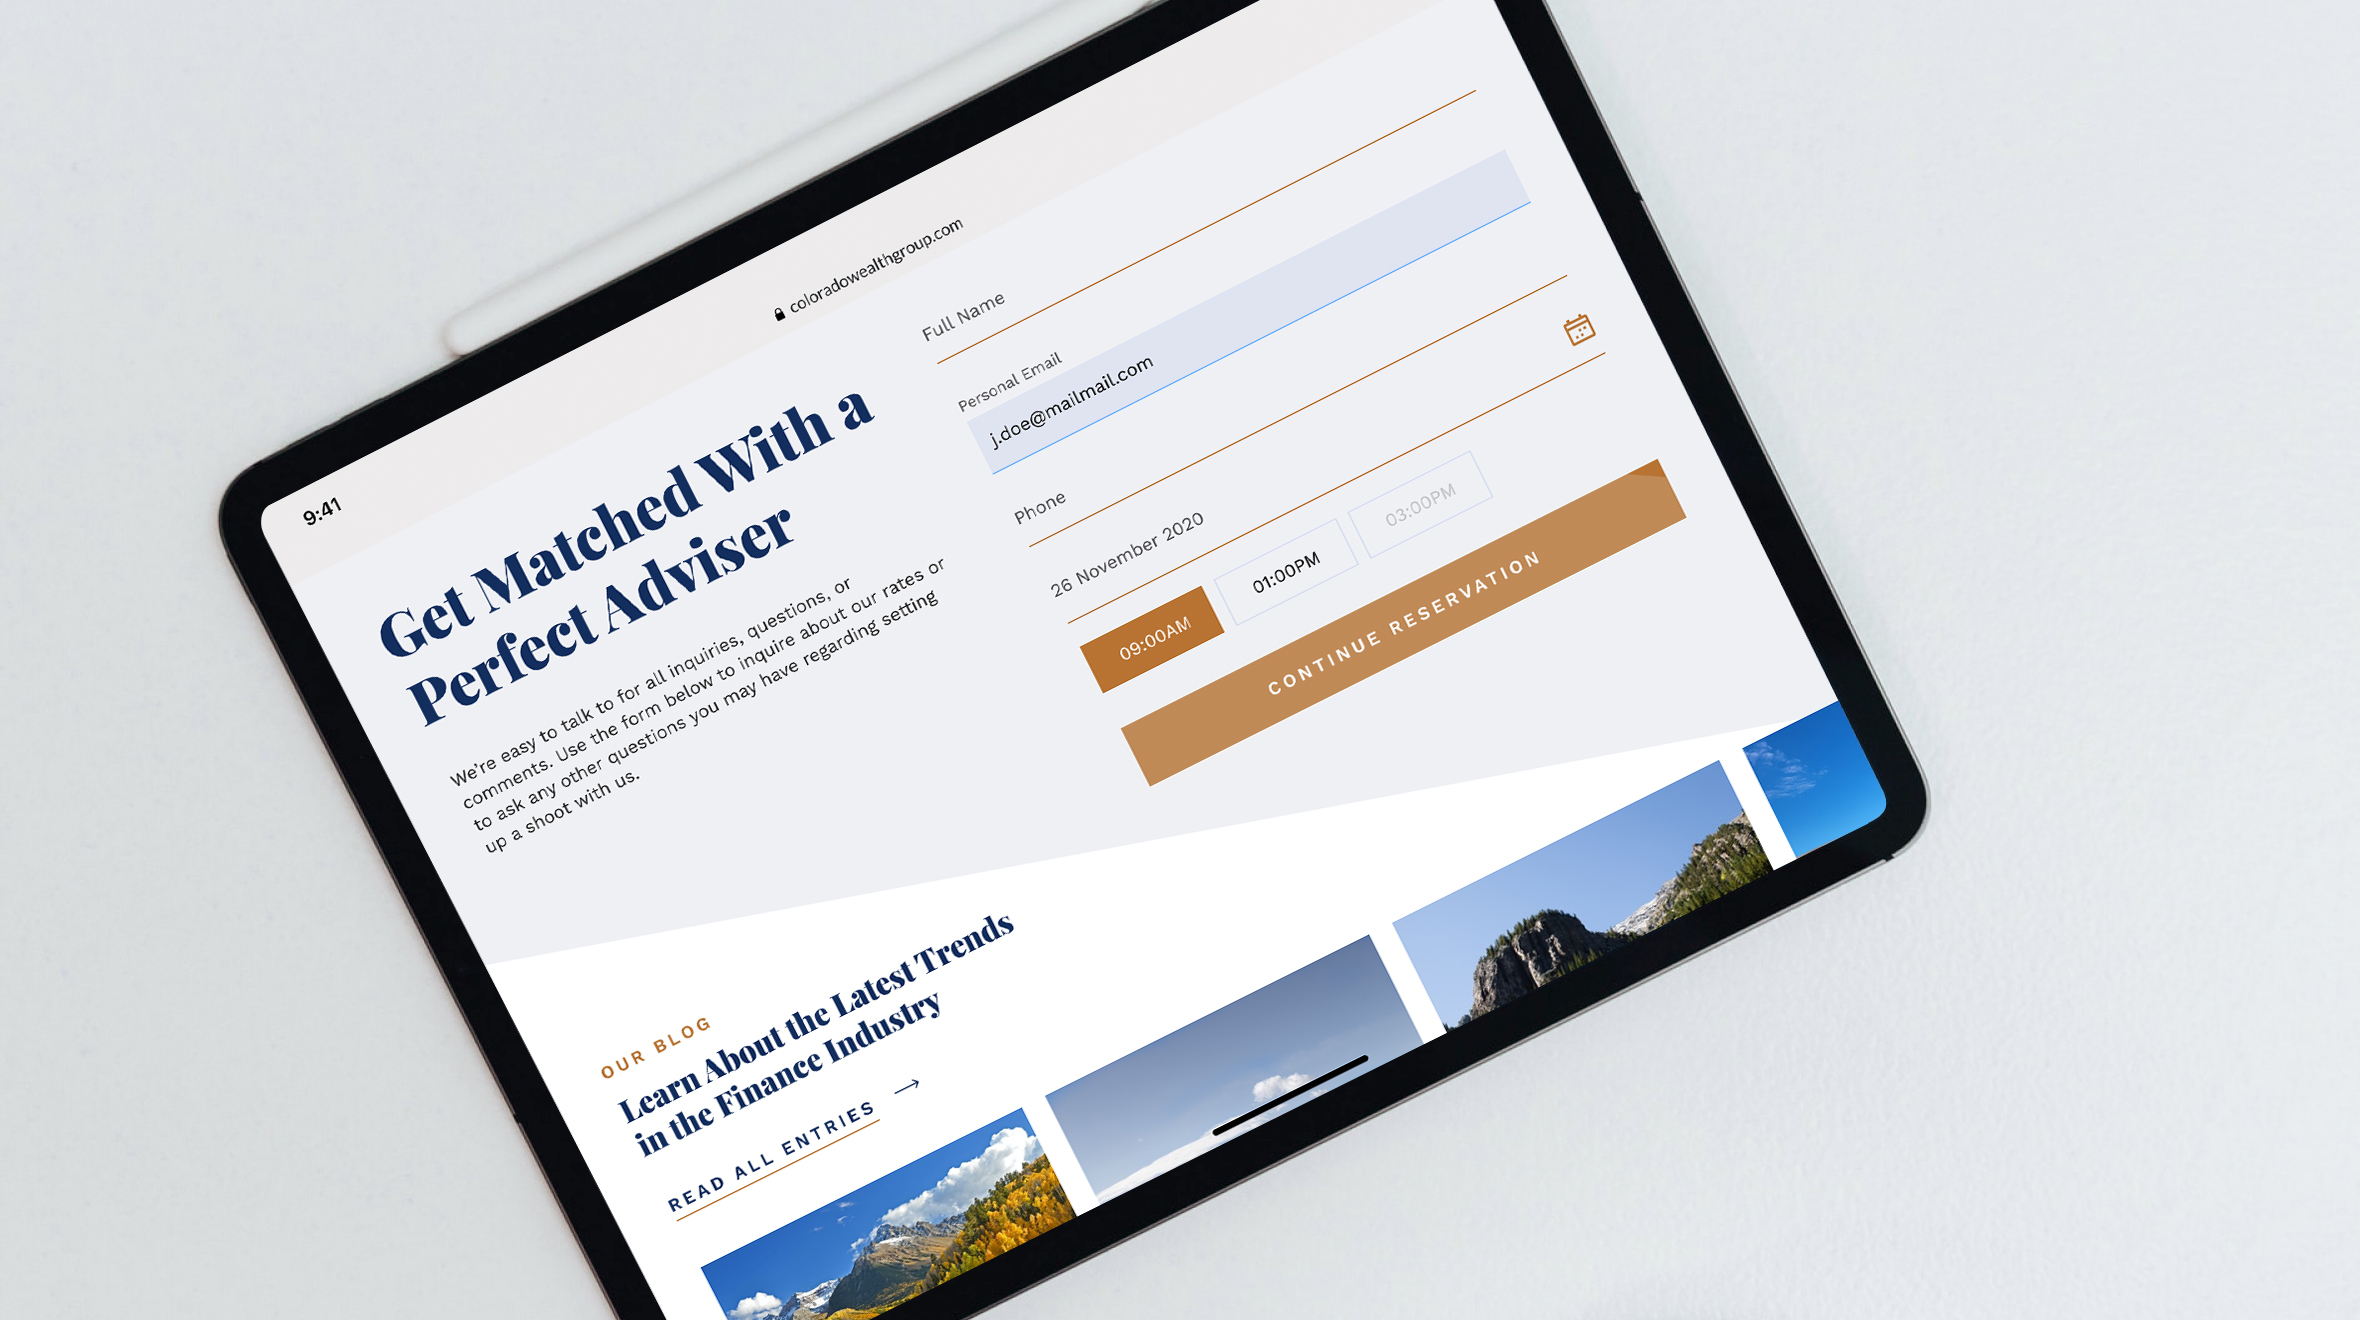 9:41
coloradowealthgroup.com
Get Matched With a
Perfect Adviser
We're easy to talk to for all inquiries, questions, or
comments. Use the form below to inquire about our rates or
to ask any other questions you may have regarding setting
up a shoot with us.
Full Name
Personal Email
j.doe@mailmail.com
Phone
26 November 2020
09:00AM 01:00PM 03:00PM
CONTINUE RESERVATION
OUR BLOG
Learn About the Latest Trends
in the Finance Industry
READ ALL ENTRIES →